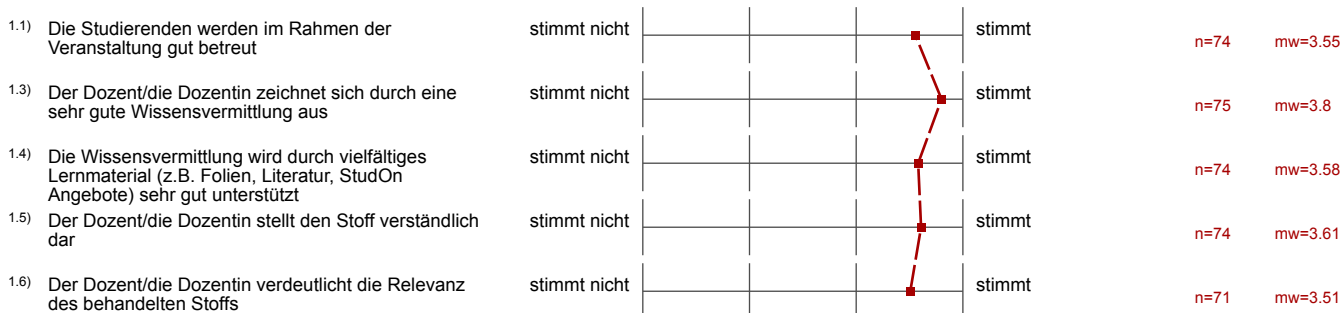 1.1) Die Studierenden werden im Rahmen der Veranstaltung gut betreut stimmt nicht stimmt n=74 mw=3.55
1.3) Der Dozent/die Dozentin zeichnet sich durch eine sehr gute Wissensvermittlung aus stimmt nicht stimmt n=75 mw=3.8
1.4) Die Wissensvermittlung wird durch vielfältiges Lernmaterial (z.B. Folien, Literatur, StudOn Angebote) sehr gut unterstützt stimmt nicht stimmt n=74 mw=3.58
1.5) Der Dozent/die Dozentin stellt den Stoff verständlich dar stimmt nicht stimmt n=74 mw=3.61
1.6) Der Dozent/die Dozentin verdeutlicht die Relevanz des behandelten Stoffs stimmt nicht stimmt n=71 mw=3.51